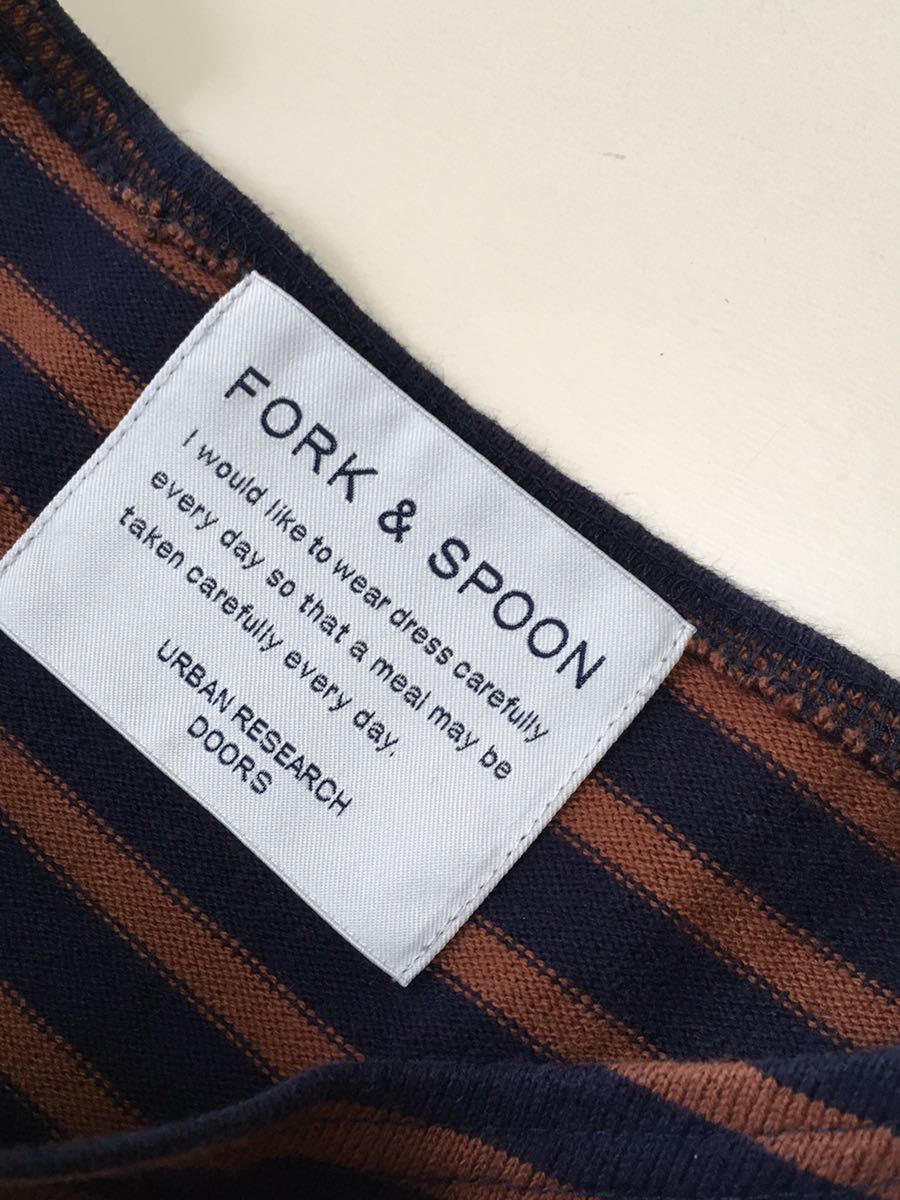 FORK & SPOON
I would like to wear dress carefully
every day so that a meal may be
taken carefully every day.
URBAN RESEARCH
DOORS